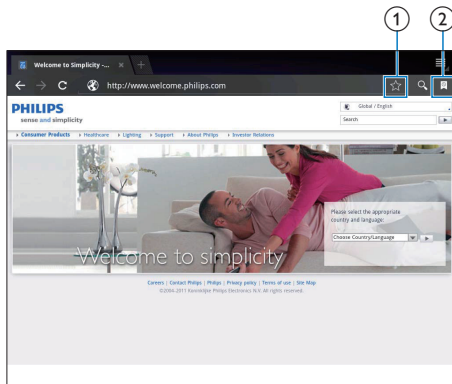 1 2
Welcome to Simplicity -... × +
http://www.welcome.philips.com
PHILIPS
sense and simplicity
Global / English
Search
Consumer Products Healthcare Lighting Support About Philips Investor Relations
Please select the appropriate
country and language:
Choose Country/Language
Welcome to simplicity
Careers | Contact Philips | Philips | Privacy policy | Terms of use | Site Map
©2004-2011 Koninklijke Philips Electronics N.V. All rights reserved.